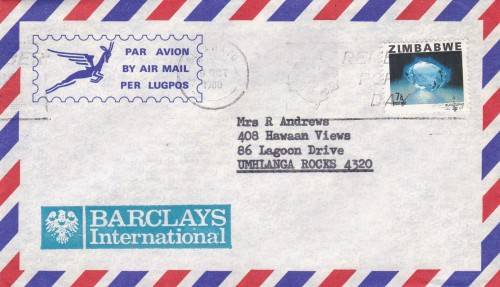 PAR AVION
BY AIR MAIL
PER LUGPOS
ZIMBABWE
Mrs R Andrews
408 Hawaan Views
86 Lagoon Drive
UMHLANGA ROCKS 4320
BARCLAYS
International